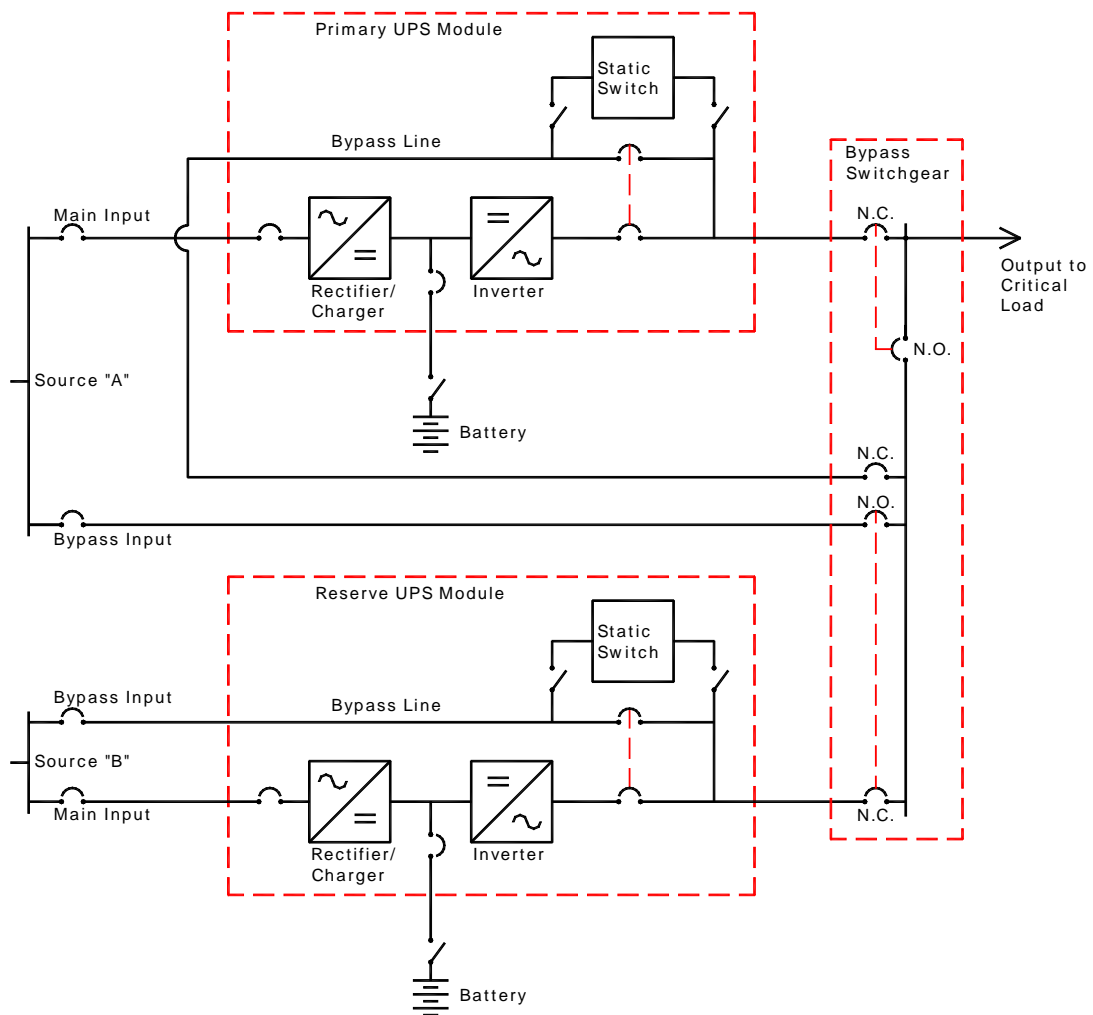 Primary UPS Module
Static
Switch
Bypass Line
Bypass
Switchgear
Main Input
N.C.
Rectifier/
Charger
Inverter
Output to
Critical
Load
N.O.
Source "A"
Battery
N.C.
N.O.
Bypass Input
Reserve UPS Module
Static
Switch
Bypass Input
Bypass Line
Source "B"
Main Input
N.C.
Rectifier/
Charger
Inverter
Battery